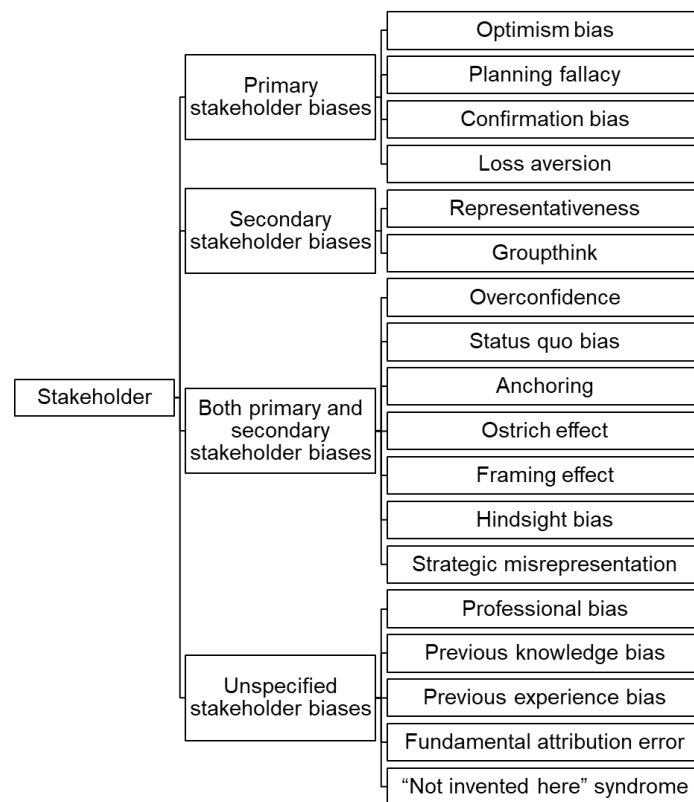 Stakeholder
Primary
stakeholder biases
Optimism bias
Planning fallacy
Confirmation bias
Loss aversion
Secondary
stakeholder biases
Representativeness
Groupthink
Both primary and
secondary
stakeholder biases
Overconfidence
Status quo bias
Anchoring
Ostrich effect
Framing effect
Hindsight bias
Strategic misrepresentation
Unspecified
stakeholder biases
Professional bias
Previous knowledge bias
Previous experience bias
Fundamental attribution error
“Not invented here” syndrome